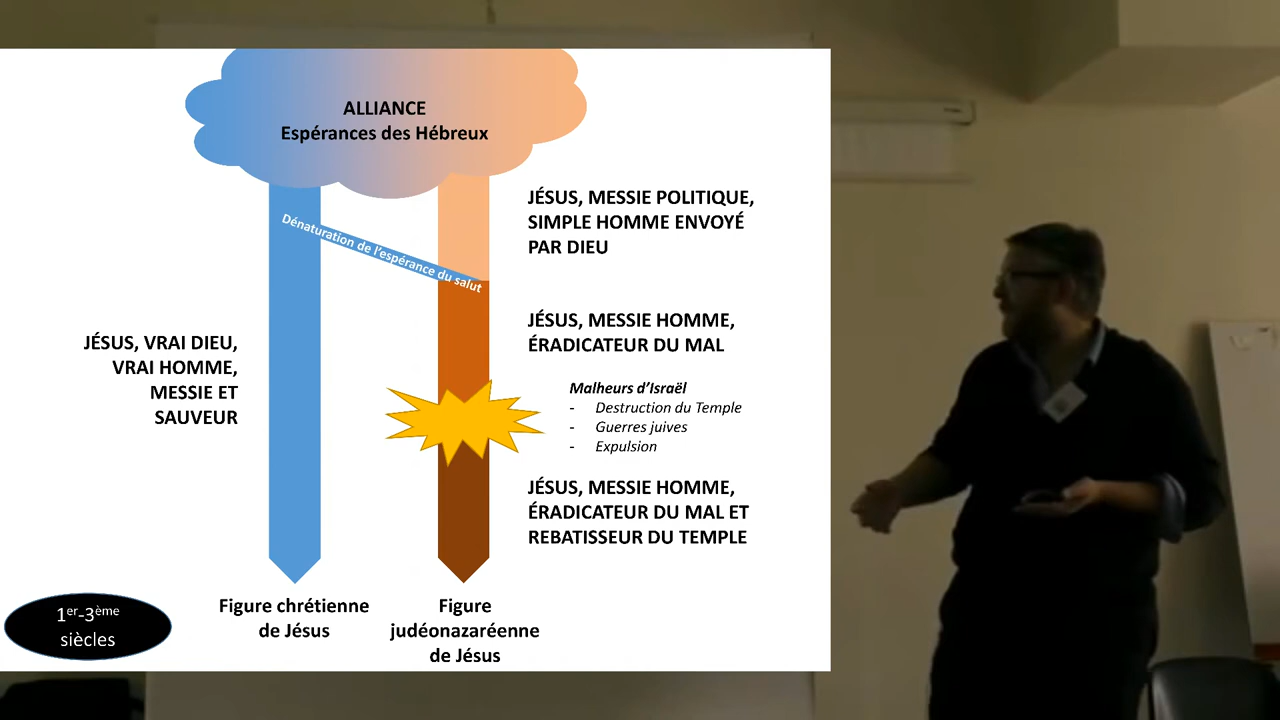 ALLIANCE
Espérances des Hébreux
Dénaturation de l'espérance du salut
JÉSUS, MESSIE POLITIQUE,
SIMPLE HOMME ENVOYÉ
PAR DIEU
JÉSUS, VRAI DIEU,
VRAI HOMME,
MESSIE ET
SAUVEUR
JÉSUS, MESSIE HOMME,
ÉRADICATEUR DU MAL
Malheurs d'Israël
- Destruction du Temple
- Guerres juives
- Expulsion
JÉSUS, MESSIE HOMME,
ÉRADICATEUR DU MAL ET
REBATISSEUR DU TEMPLE
Figure chrétienne
de Jésus
Figure
judéonazaréenne
de Jésus
1er-3ème
siècles